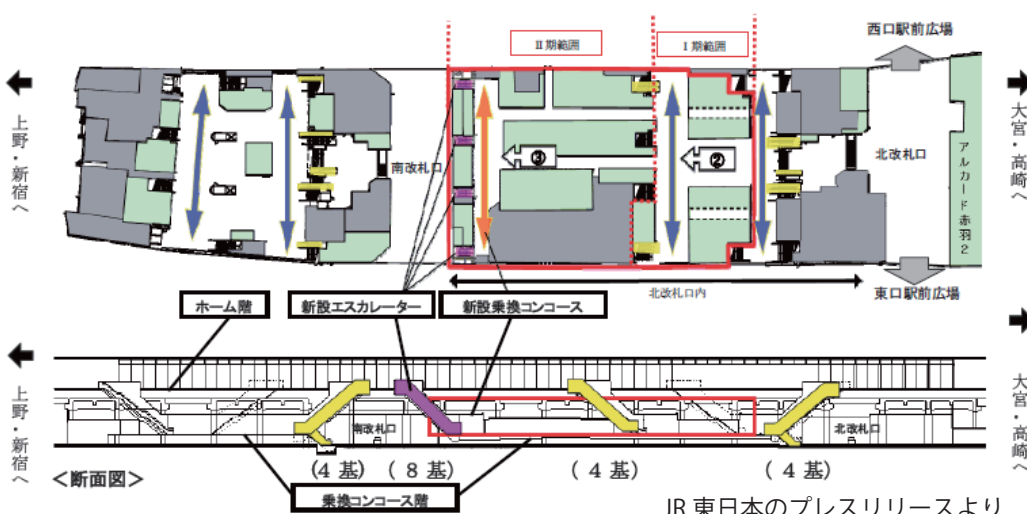 西口駅前広場
Ⅱ期範囲
Ⅰ期範囲
上野・新宿へ
大宮・高崎へ
南改札口
③
②
北改札口
アルカード赤羽2
北改札口内
東口駅前広場
ホーム階
新設エスカレーター
新設乗換コンコース
上野・新宿へ
大宮・高崎へ
南改札口
北改札口
(4 基)
( 8 基)
( 4 基)
( 4 基)
<断面図>
乗換コンコース階
JR 東日本のプレスリリースより